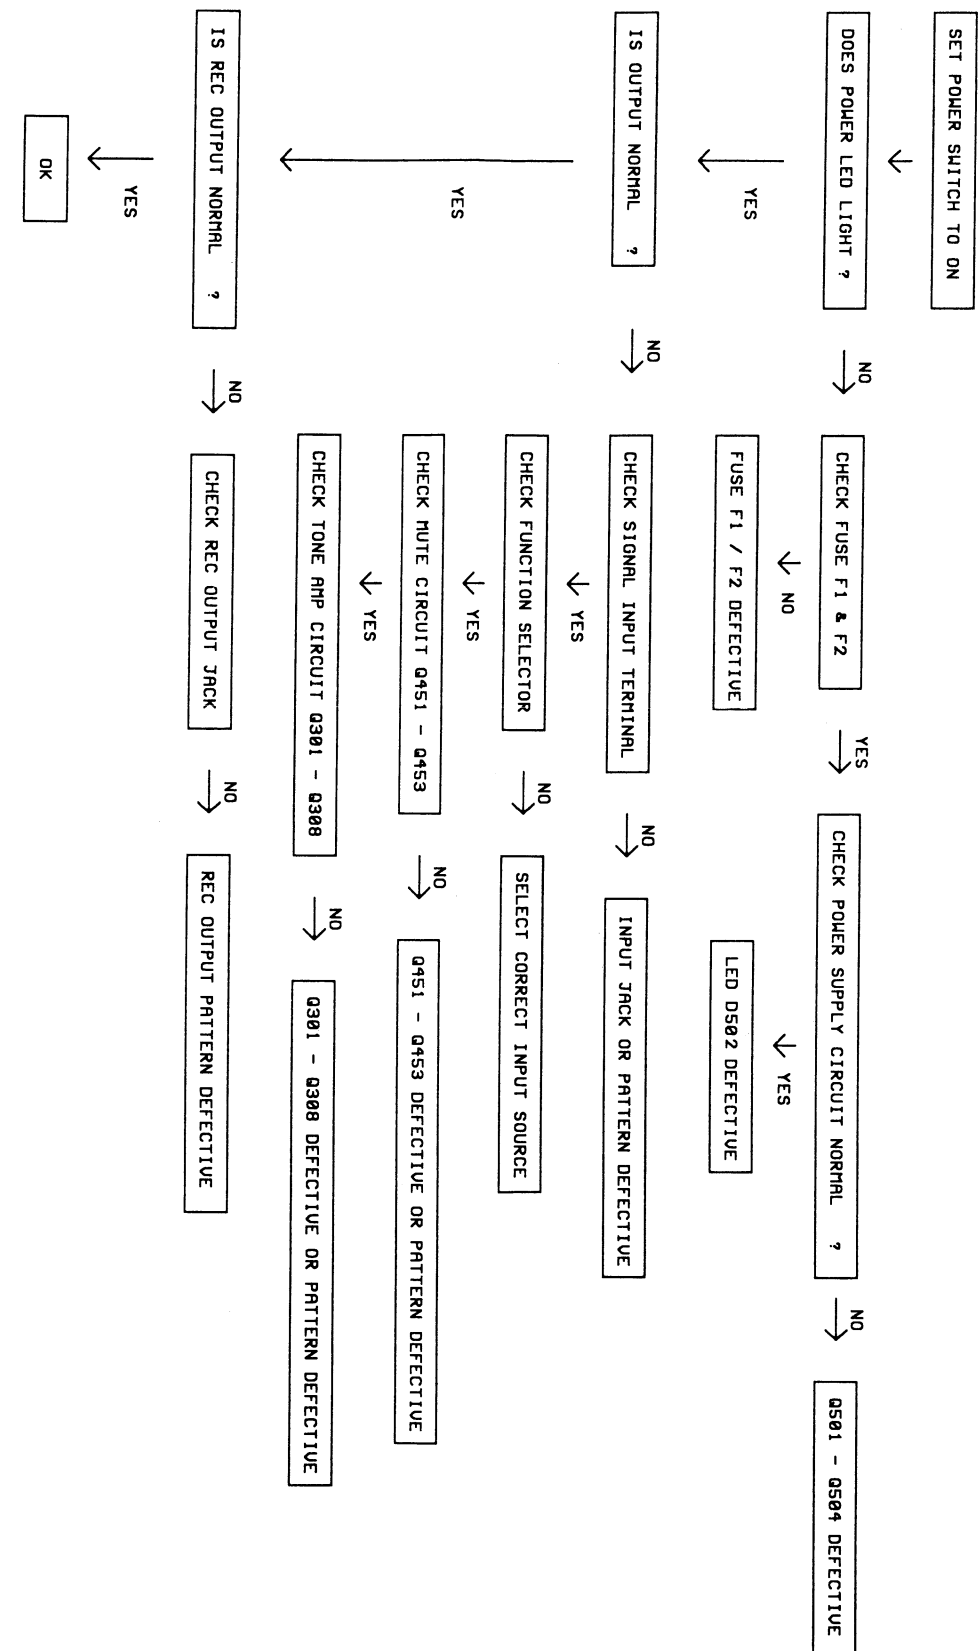 SET POWER SWITCH TO ON
DOES POWER LED LIGHT ?
NO
CHECK FUSE F1 & F2
YES
CHECK POWER SUPPLY CIRCUIT NORMAL ?
NO
Q501 - Q504 DEFECTIVE
YES
NO
FUSE F1 / F2 DEFECTIVE
YES
LED D502 DEFECTIVE
IS OUTPUT NORMAL ?
NO
CHECK SIGNAL INPUT TERMINAL
NO
INPUT JACK OR PATTERN DEFECTIVE
YES
YES
CHECK FUNCTION SELECTOR
NO
SELECT CORRECT INPUT SOURCE
YES
CHECK MUTE CIRCUIT Q451 - Q453
NO
Q451 - Q453 DEFECTIVE OR PATTERN DEFECTIVE
YES
CHECK TONE AMP CIRCUIT Q301 - Q308
NO
Q301 - Q308 DEFECTIVE OR PATTERN DEFECTIVE
IS REC OUTPUT NORMAL ?
NO
CHECK REC OUTPUT JACK
NO
REC OUTPUT PATTERN DEFECTIVE
YES
OK